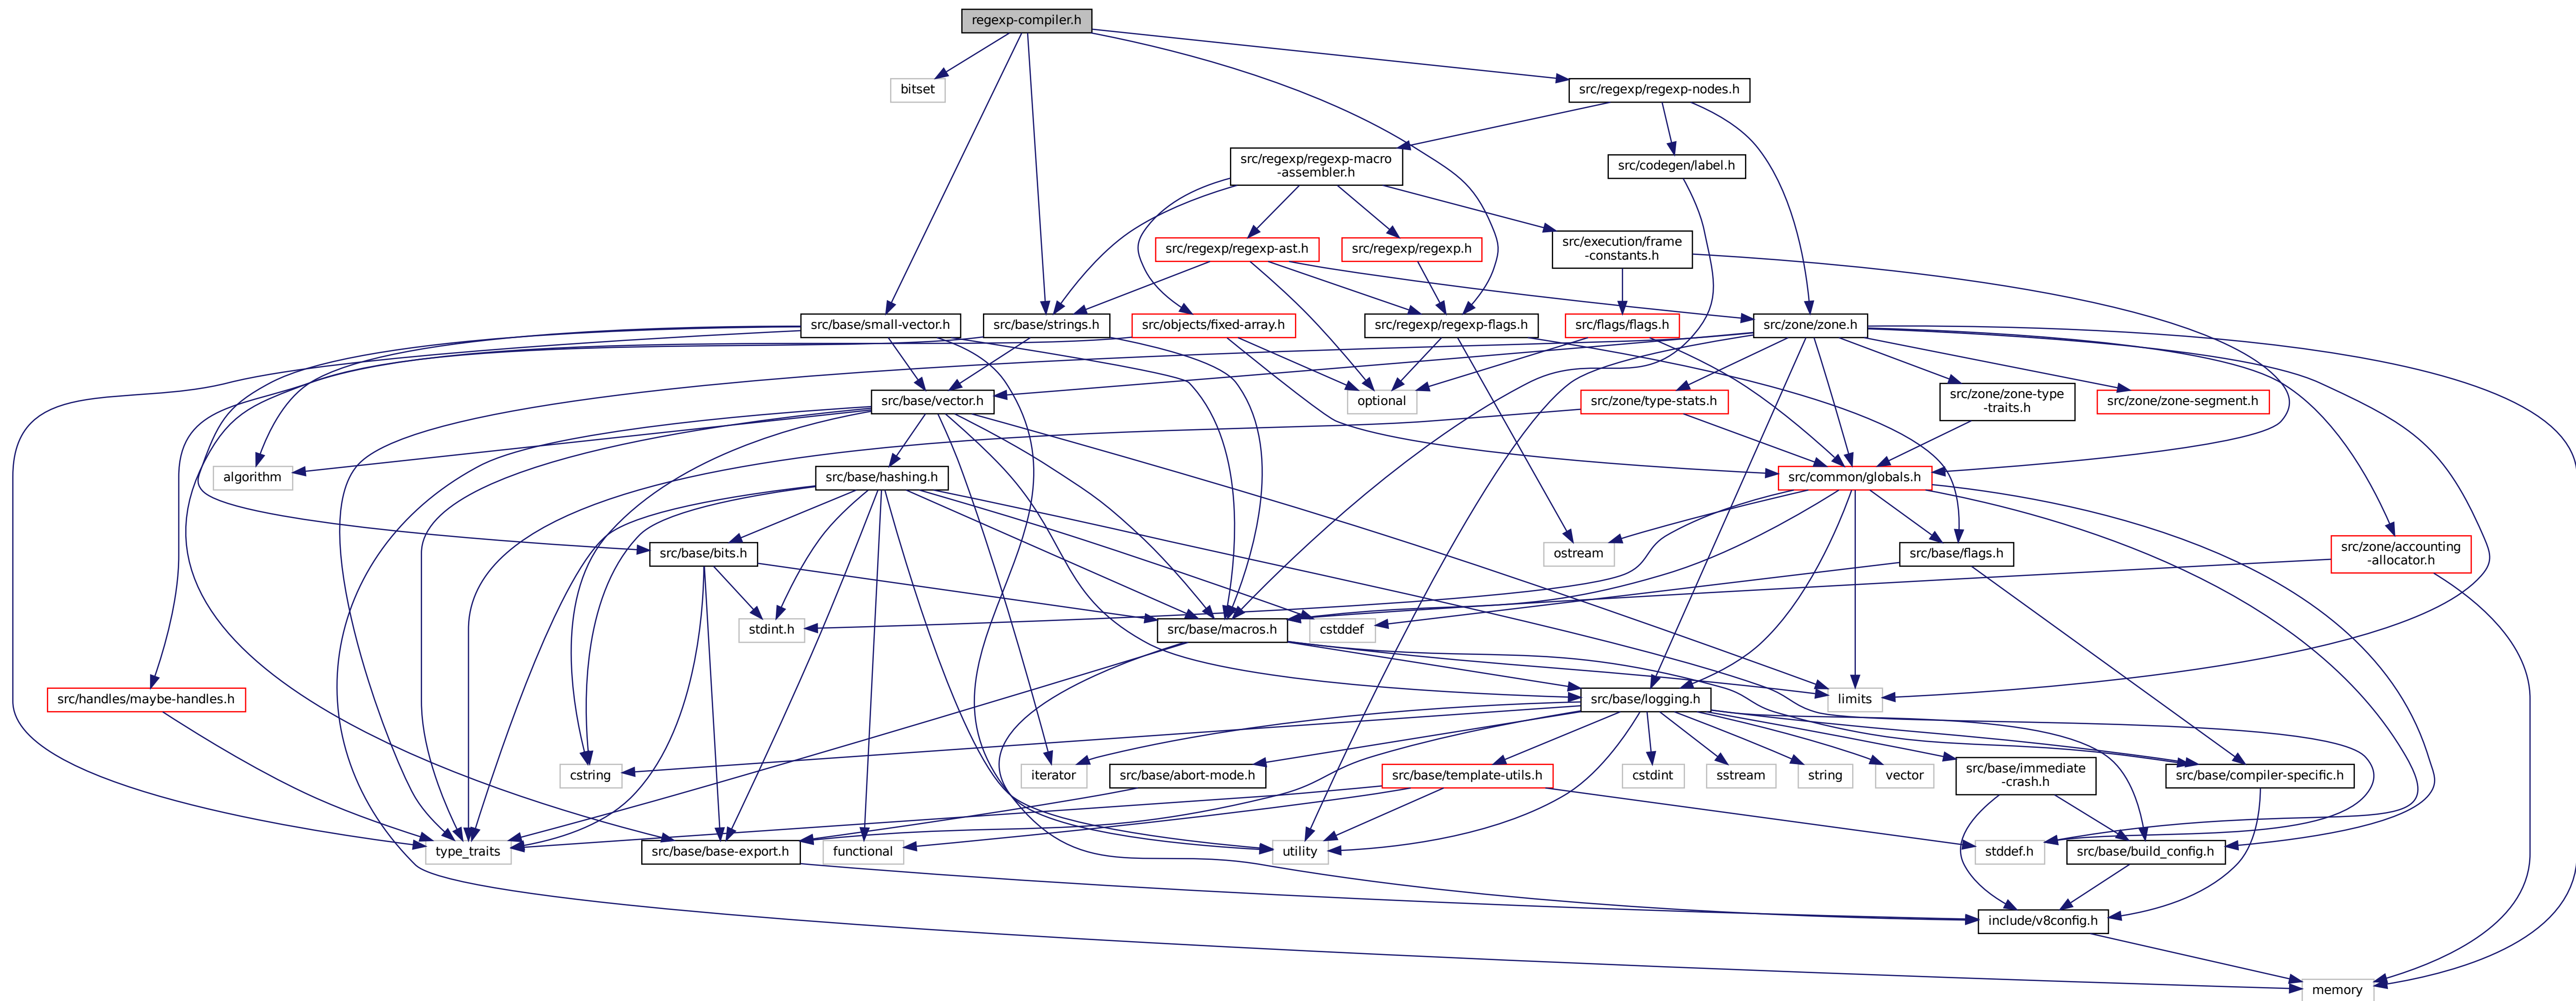 regexp-compiler.h
bitset
src/regexp/regexp-nodes.h
src/regexp/regexp-macro
-assembler.h
src/codegen/label.h
src/regexp/regexp-ast.h
src/regexp/regexp.h
src/execution/frame
-constants.h
src/base/small-vector.h
src/base/strings.h
src/objects/fixed-array.h
src/regexp/regexp-flags.h
src/flags/flags.h
src/zone/zone.h
src/base/vector.h
optional
src/zone/type-stats.h
src/zone/zone-type
-traits.h
src/zone/zone-segment.h
algorithm
src/base/hashing.h
src/common/globals.h
src/base/bits.h
ostream
src/base/flags.h
src/zone/accounting
-allocator.h
stdint.h
src/base/macros.h
cstddef
src/handles/maybe-handles.h
src/base/logging.h
limits
cstring
iterator
src/base/abort-mode.h
src/base/template-utils.h
cstdint
sstream
string
vector
src/base/immediate
-crash.h
src/base/compiler-specific.h
type_traits
src/base/base-export.h
functional
utility
stddef.h
src/base/build_config.h
include/v8config.h
memory